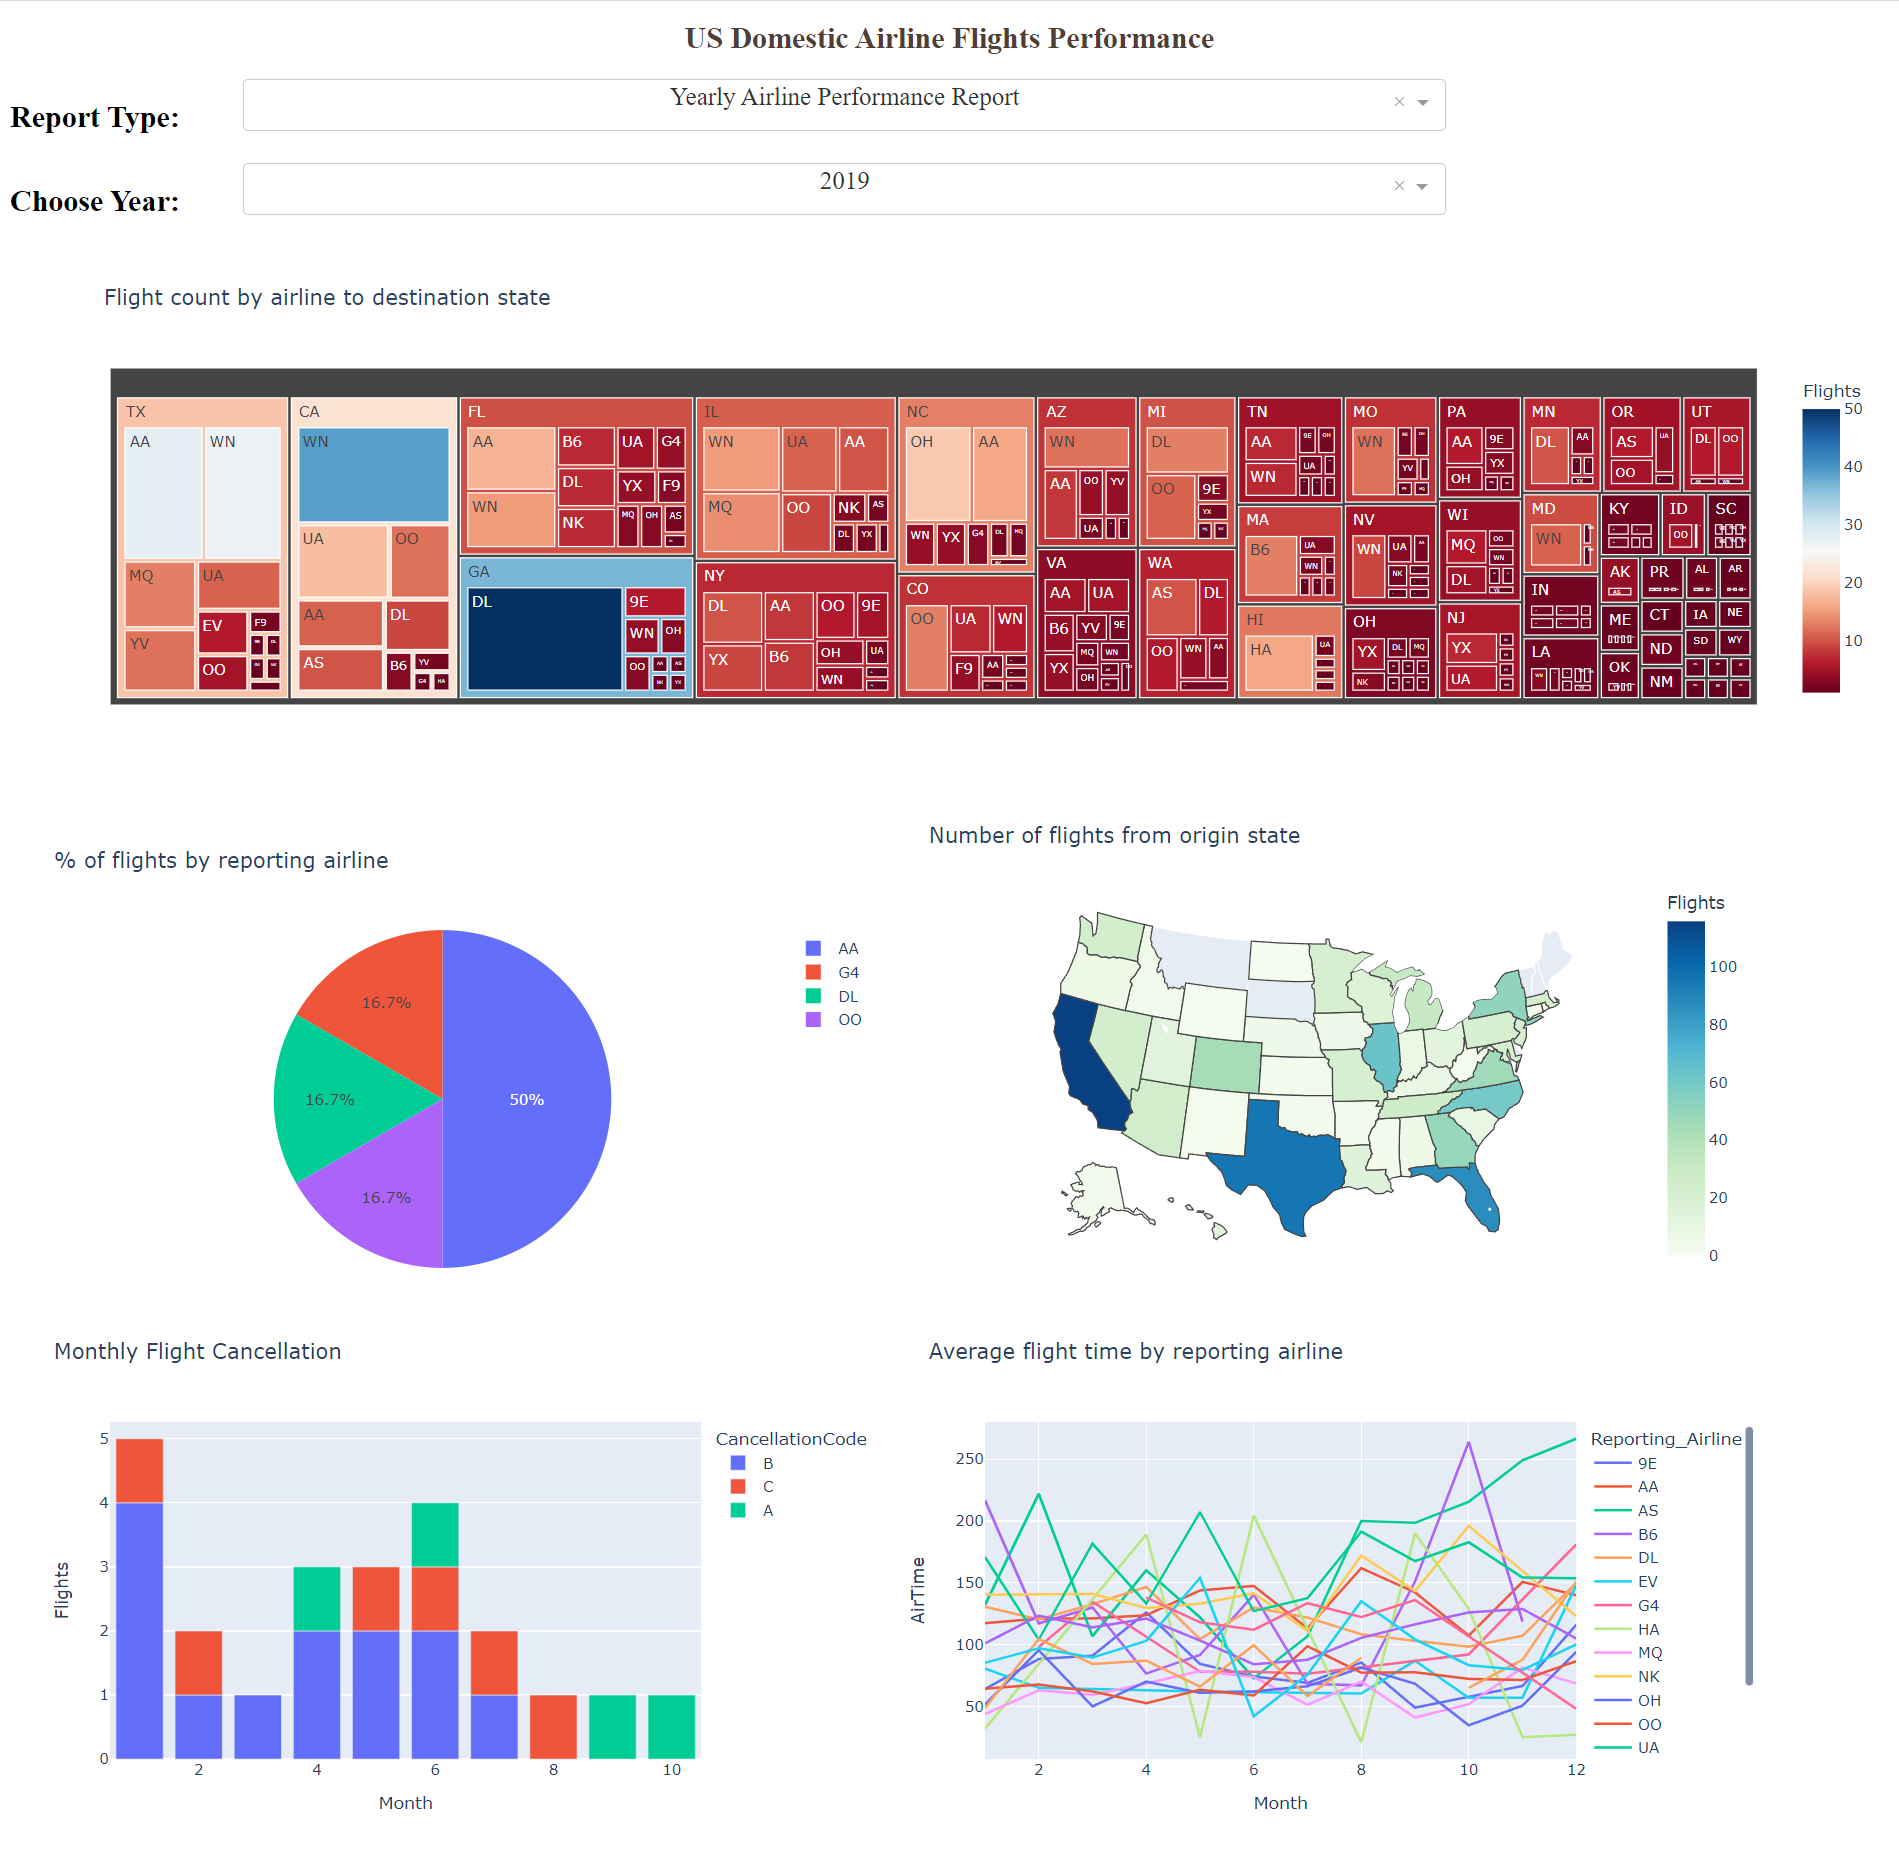 US Domestic Airline Flights Performance
Report Type:
Yearly Airline Performance Report
×
Choose Year:
2019
×
Flight count by airline to destination state
TX
AA
WN
MQ
UA
YV
EV
F9
OO
CA
WN
UA
OO
AA
DL
AS
B6
YV
G4
HA
FL
AA
B6
UA
G4
DL
YX
F9
WN
NK
MQ
OH
AS
GA
DL
9E
WN
OH
OO
AA
AS
NK
YX
IL
WN
UA
AA
MQ
OO
NK
AS
DL
YX
NY
DL
AA
OO
9E
YX
B6
OH
UA
WN
NC
OH
AA
WN
YX
G4
DL
MQ
CO
OO
UA
WN
F9
AA
AZ
WN
AA
OO
YV
UA
VA
AA
UA
B6
YV
9E
YX
MQ
WN
OH
MI
DL
OO
9E
YX
WA
AS
DL
OO
WN
AA
TN
AA
9E
OH
WN
UA
MA
B6
UA
WN
HI
HA
UA
MO
WN
YV
NV
WN
UA
AA
NK
OH
YX
DL
MQ
NK
PA
AA
9E
YX
OH
WI
MQ
OO
WN
DL
NJ
YX
UA
MN
DL
AA
YX
MD
WN
IN
LA
WN
OR
AS
UA
OO
UT
DL
OO
KY
ID
OO
SC
AK
AS
PR
AL
AR
ME
CT
IA
NE
ND
SD
WY
OK
NM
Flights
50
40
30
20
10
% of flights by reporting airline
50%
16.7%
16.7%
16.7%
AA
G4
DL
OO
Number of flights from origin state
Flights
100
80
60
40
20
0
Monthly Flight Cancellation
5
4
3
2
1
0
Flights
2
4
6
8
10
Month
CancellationCode
B
C
A
Average flight time by reporting airline
250
200
150
100
50
AirTime
2
4
6
8
10
12
Month
Reporting_Airline
9E
AA
AS
B6
DL
EV
G4
HA
MQ
NK
OH
OO
UA